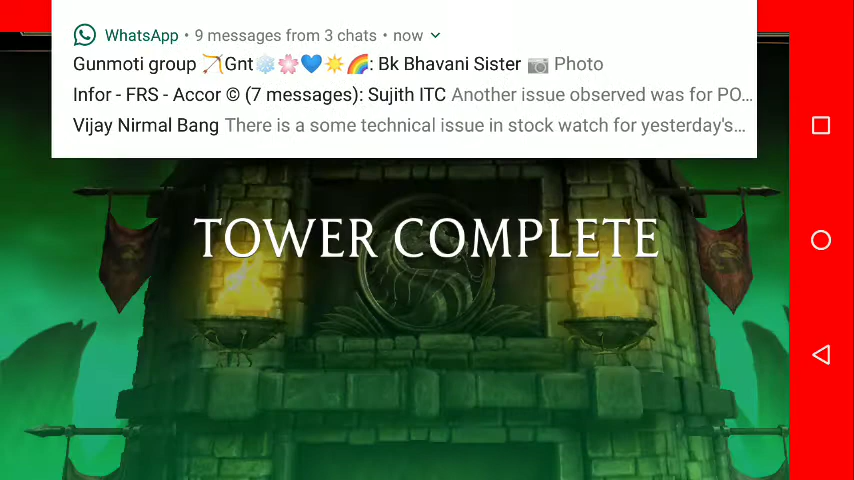 WhatsApp • 9 messages from 3 chats • now
Gunmoti group 🏹Gnt❄️🌸💙☀️🌈: Bk Bhavani Sister 📷 Photo
Infor - FRS - Accor © (7 messages): Sujith ITC Another issue observed was for PO...
Vijay Nirmal Bang There is a some technical issue in stock watch for yesterday's...
TOWER COMPLETE